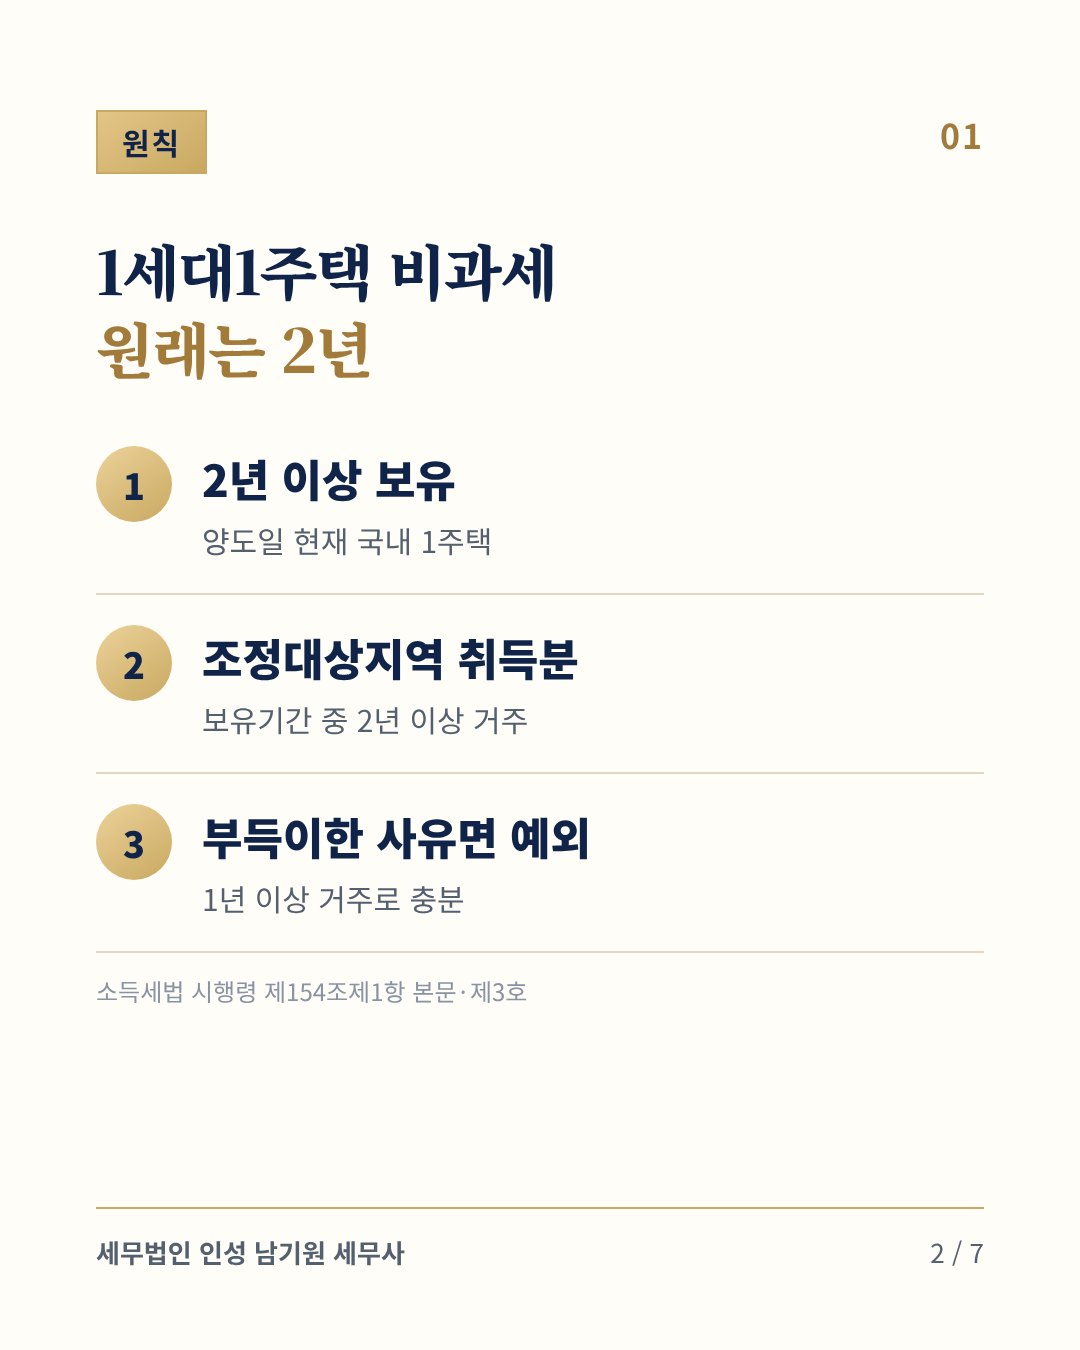 원칙
01
1세대1주택 비과세
원래는 2년
1
2년 이상 보유
양도일 현재 국내 1주택
2
조정대상지역 취득분
보유기간 중 2년 이상 거주
3
부득이한 사유면 예외
1년 이상 거주로 충분
소득세법 시행령 제154조제1항 본문·제3호
세무법인 인성 남기원 세무사
2 / 7